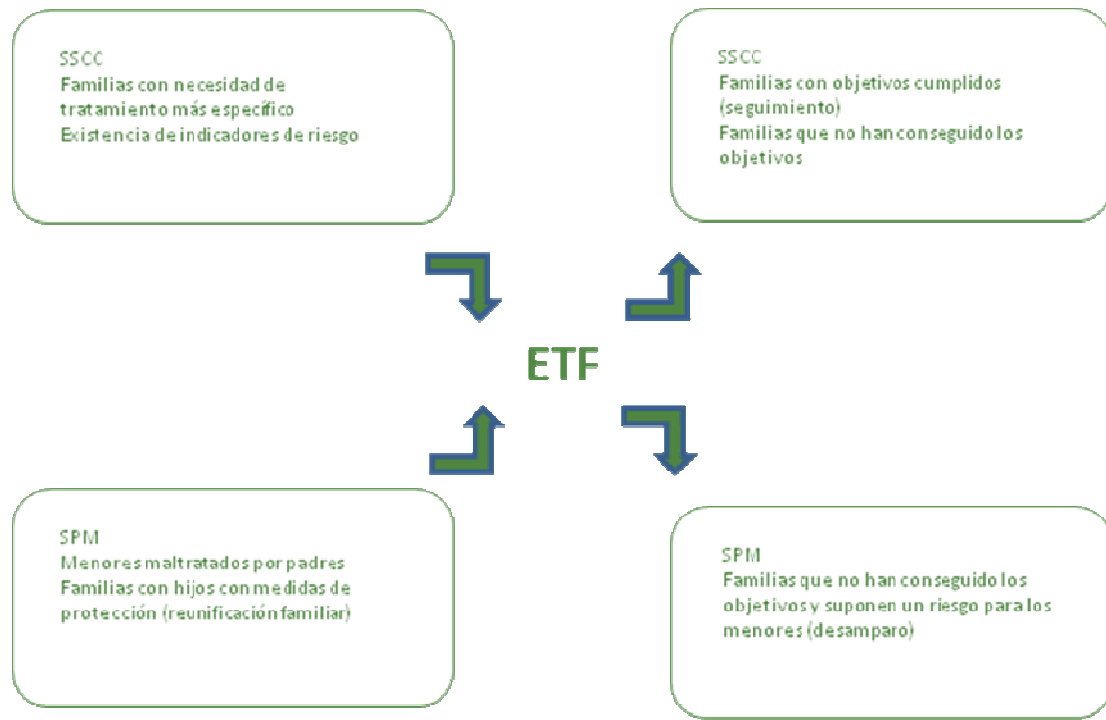 SSCC
Familias con necesidad de
tratamiento más específico
Existencia de indicadores de riesgo
SSCC
Familias con objetivos cumplidos
(seguimiento)
Familias que no han conseguido los
objetivos
ETF
SPM
Menores maltratados por padres
Familias con hijos con medidas de
protección (reunificación familiar)
SPM
Familias que no han conseguido los
objetivos y suponen un riesgo para los
menores (desamparo)